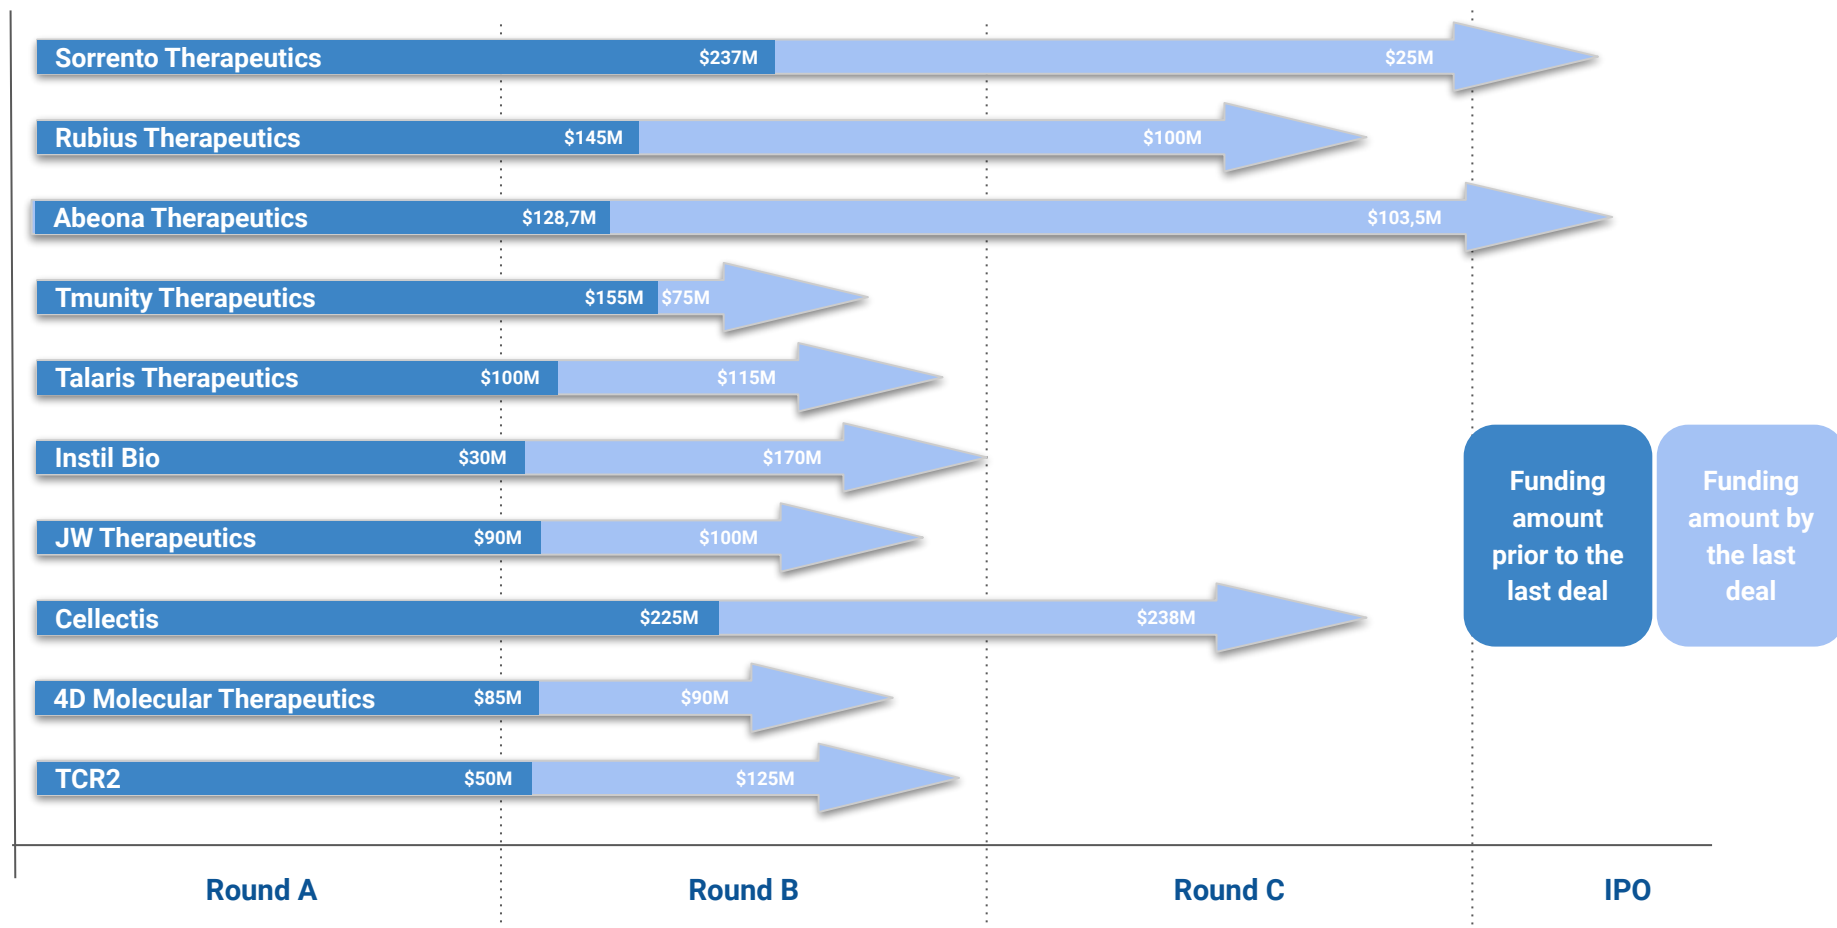 Sorrento Therapeutics $237M $25M
Rubius Therapeutics $145M $100M
Abeona Therapeutics $128,7M $103,5M
Tmunity Therapeutics $155M $75M
Talaris Therapeutics $100M $115M
Instil Bio $30M $170M
JW Therapeutics $90M $100M
Cellectis $225M $238M
4D Molecular Therapeutics $85M $90M
TCR2 $50M $125M
Funding
amount
prior to the
last deal
Funding
amount by
the last
deal
Round A Round B Round C IPO